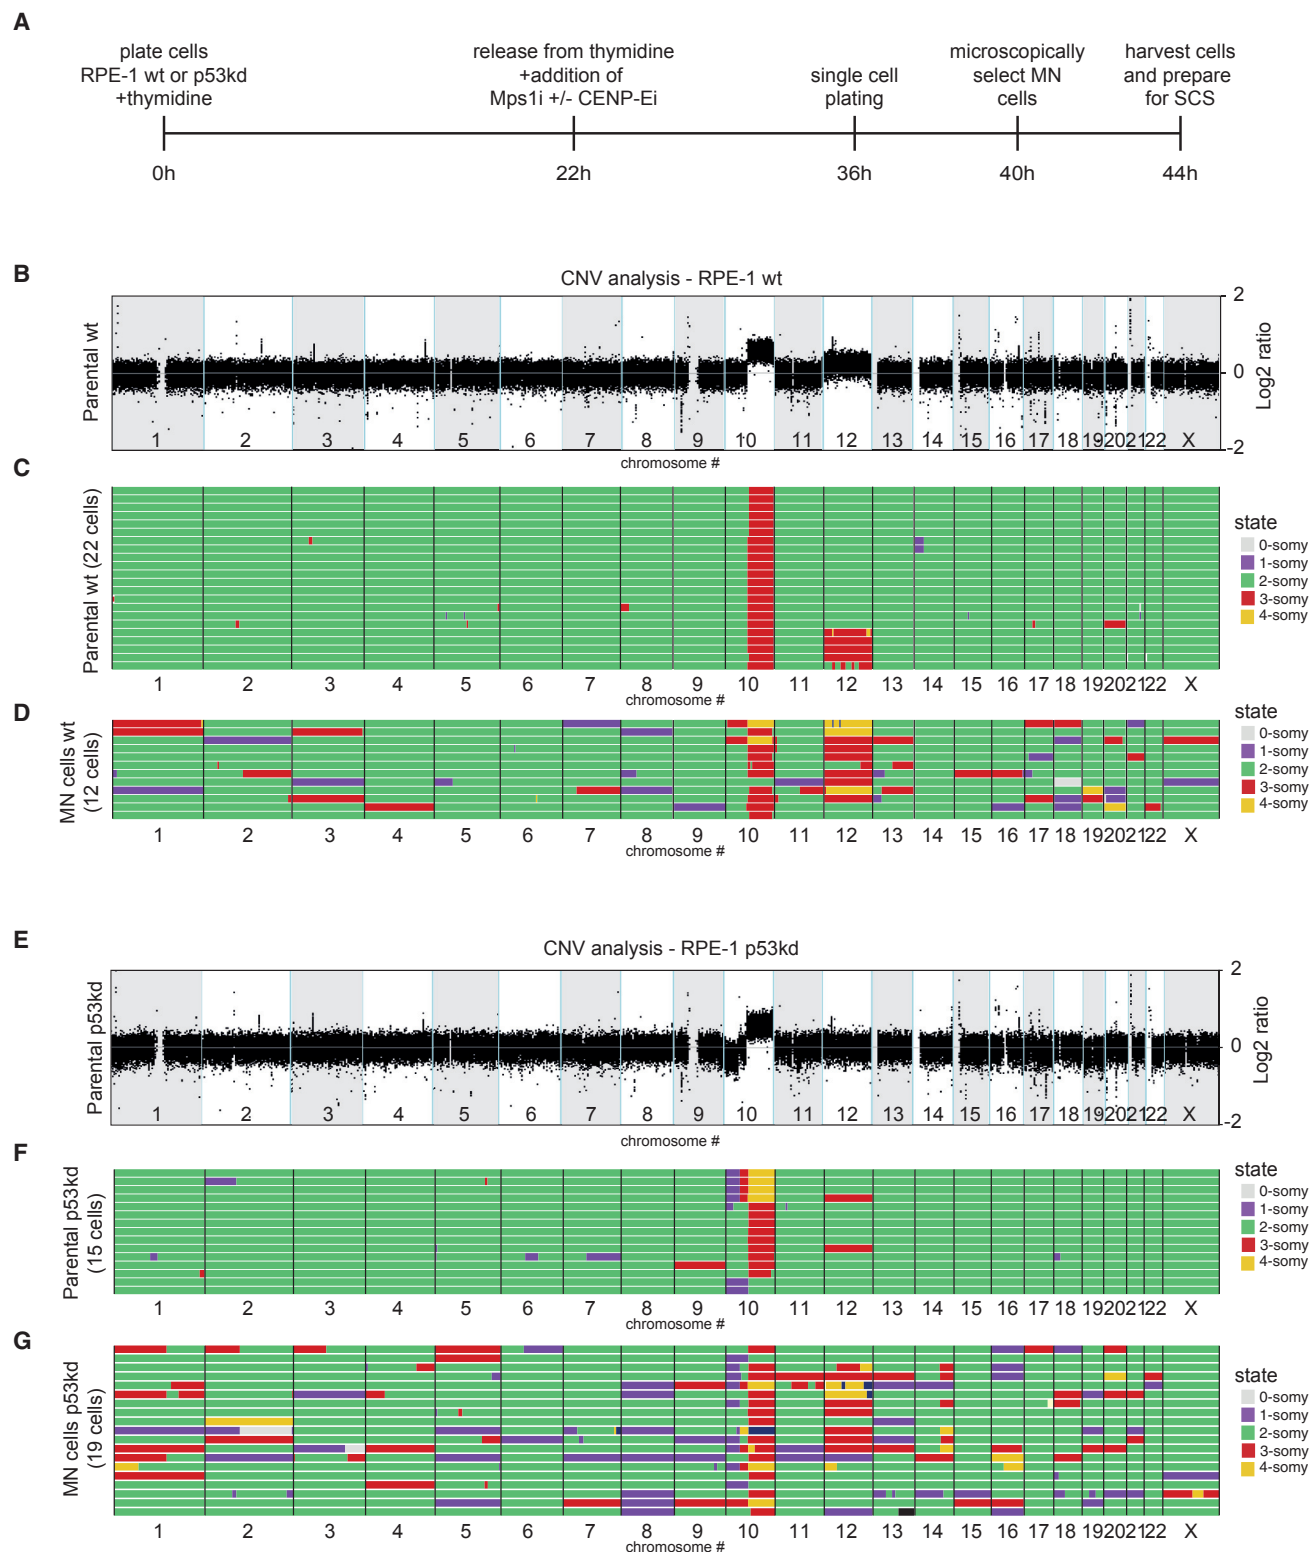 A
plate cells
RPE-1 wt or p53kd
+thymidine
release from thymidine
+addition of
Mps1i +/- CENP-Ei
single cell
plating
microscopically
select MN
cells
harvest cells
and prepare
for SCS
0h
22h
36h
40h
44h
B
CNV analysis - RPE-1 wt
Parental wt
2
0
-2
Log2 ratio
1 2 3 4 5 6 7 8 9 10 11 12 13 14 15 16 17 18 19 20 21 22 X
chromosome #
C
Parental wt (22 cells)
state
0-somy
1-somy
2-somy
3-somy
4-somy
1 2 3 4 5 6 7 8 9 10 11 12 13 14 15 16 17 18 19 20 21 22 X
chromosome #
D
MN cells wt
(12 cells)
state
0-somy
1-somy
2-somy
3-somy
4-somy
1 2 3 4 5 6 7 8 9 10 11 12 13 14 15 16 17 18 19 20 21 22 X
chromosome #
E
CNV analysis - RPE-1 p53kd
Parental p53kd
2
0
-2
Log2 ratio
1 2 3 4 5 6 7 8 9 10 11 12 13 14 15 16 17 18 19 20 21 22 X
chromosome #
F
Parental p53kd
(15 cells)
state
0-somy
1-somy
2-somy
3-somy
4-somy
1 2 3 4 5 6 7 8 9 10 11 12 13 14 15 16 17 18 19 20 21 22 X
chromosome #
G
MN cells p53kd
(19 cells)
state
0-somy
1-somy
2-somy
3-somy
4-somy
1 2 3 4 5 6 7 8 9 10 11 12 13 14 15 16 17 18 19 20 21 22 X
chromosome #